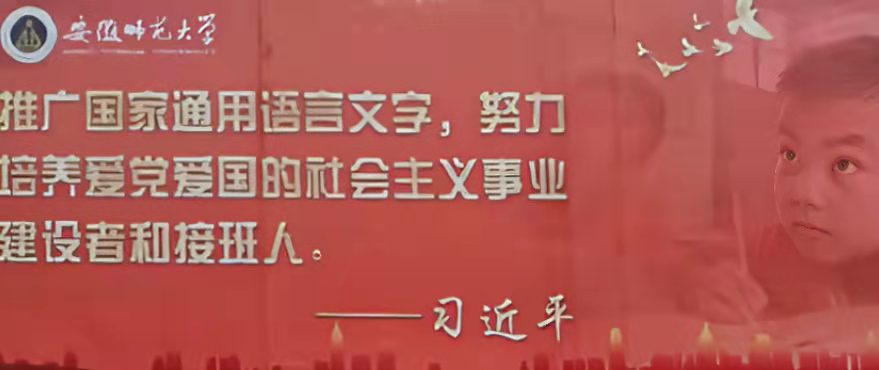 安徽师范大学
推广国家通用语言文字，努力
培养爱党爱国的社会主义事业
建设者和接班人。
——习近平